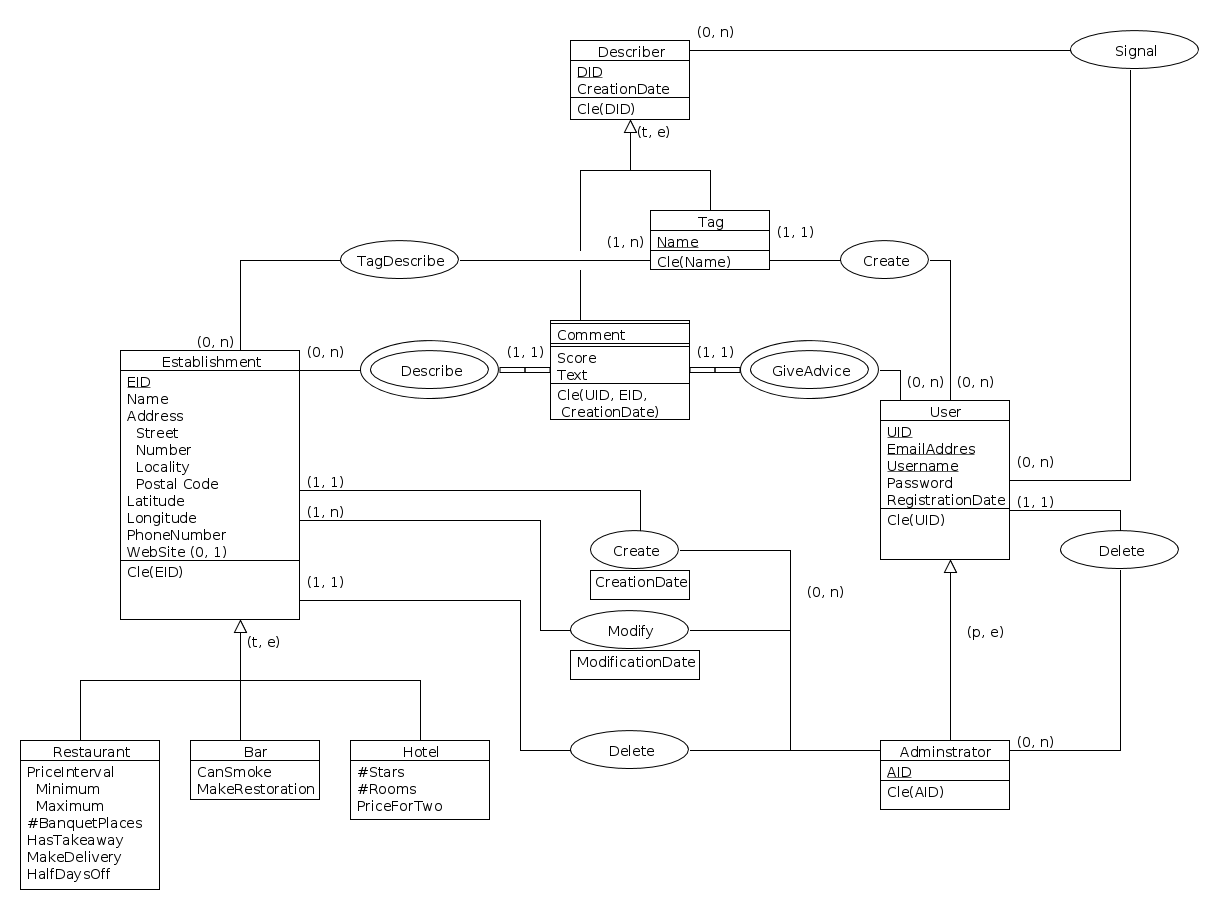 (0, n)
Describer
Signal
DID
CreationDate
Cle(DID)
(t, e)
Tag
(1, n)
Name
(1, 1)
Cle(Name)
TagDescribe
Create
(0, n)
Comment
Establishment
(0, n)
(1, 1)
(1, 1)
Score
Text
Describe
GiveAdvice
Cle(UID, EID,
CreationDate)
(0, n)
(0, n)
EID
Name
Address
Street
Number
Locality
Postal Code
Latitude
Longitude
PhoneNumber
WebSite (0, 1)
Cle(EID)
User
UID
EmailAddres
Username
Password
RegistrationDate
Cle(UID)
(0, n)
(1, 1)
(1, 1)
(1, n)
(1, 1)
Create
CreationDate
Delete
(0, n)
Modify
ModificationDate
(p, e)
(t, e)
Delete
Adminstrator
AID
Cle(AID)
(0, n)
Restaurant
PriceInterval
Minimum
Maximum
#BanquetPlaces
HasTakeaway
MakeDelivery
HalfDaysOff
Bar
CanSmoke
MakeRestoration
Hotel
#Stars
#Rooms
PriceForTwo